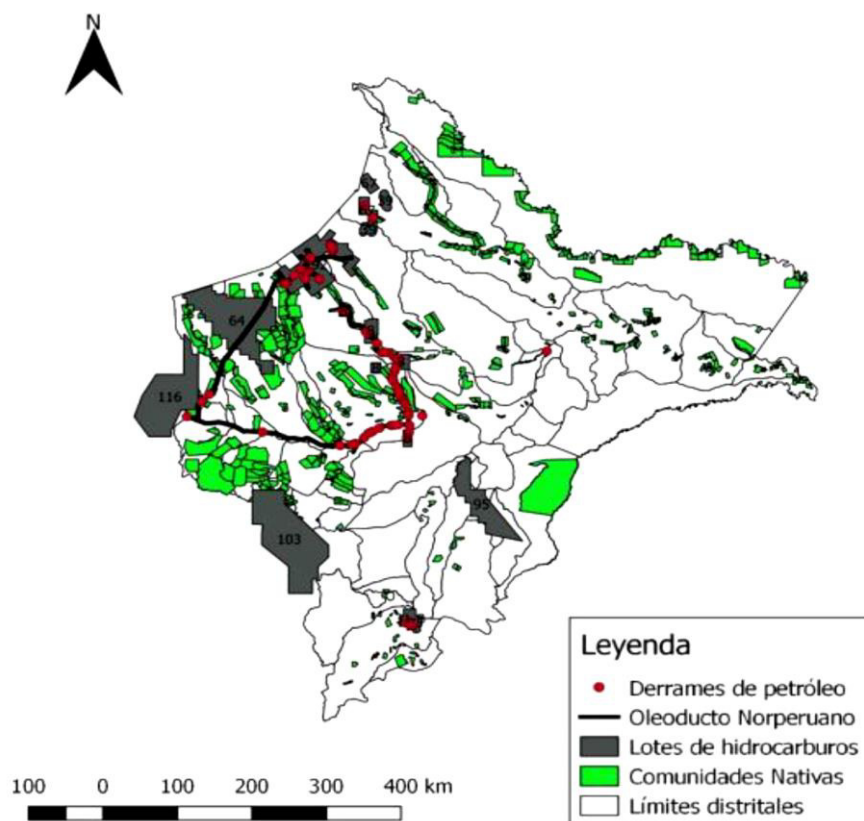 N
64
116
95
103
Leyenda
Derrames de petróleo
Oleoducto Norperuano
Lotes de hidrocarburos
Comunidades Nativas
Límites distritales
100 0 100 200 300 400 km